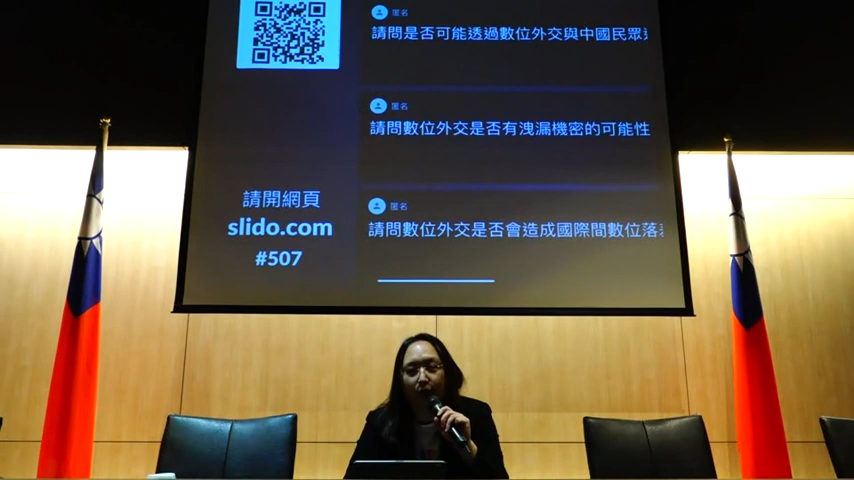 匿名
請問是否可能透過數位外交與中國民眾
匿名
請問數位外交是否有洩漏機密的可能性
匿名
請問數位外交是否會造成國際間數位落
請開網頁
slido.com
#507